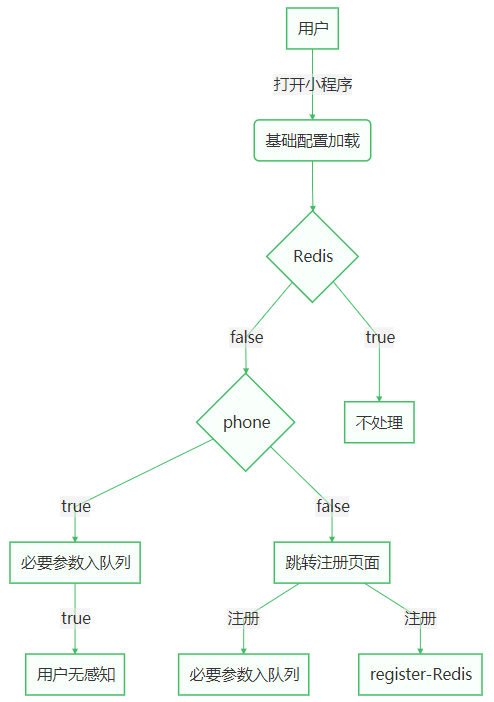 用户
打开小程序
基础配置加载
Redis
false
true
phone
不处理
true
false
必要参数入队列
跳转注册页面
true
注册
注册
用户无感知
必要参数入队列
register-Redis